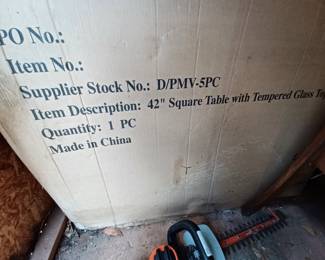 PO No.:
Item No.:
Supplier Stock No.: D/PMV-5PC
Item Description: 42" Square Table with Tempered Glass To
Quantity: 1 PC
Made in China